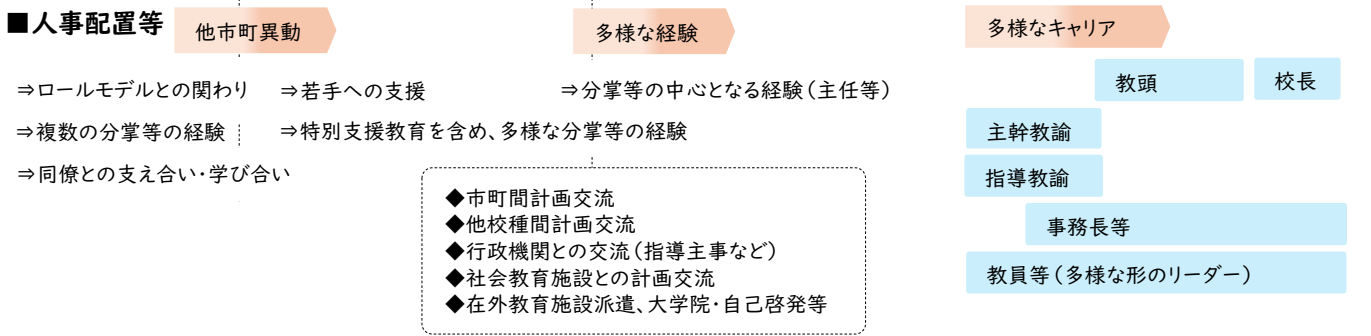 ■人事配置等
他市町異動
多様な経験
多様なキャリア
⇒ロールモデルとの関わり
⇒若手への支援
⇒分掌等の中心となる経験(主任等)
⇒複数の分掌等の経験
⇒特別支援教育を含め、多様な分掌等の経験
⇒同僚との支え合い・学び合い
◆市町間計画交流
◆他校種間計画交流
◆行政機関との交流(指導主事など)
◆社会教育施設との計画交流
◆在外教育施設派遣、大学院・自己啓発等
教頭
校長
主幹教諭
指導教諭
事務長等
教員等(多様な形のリーダー)